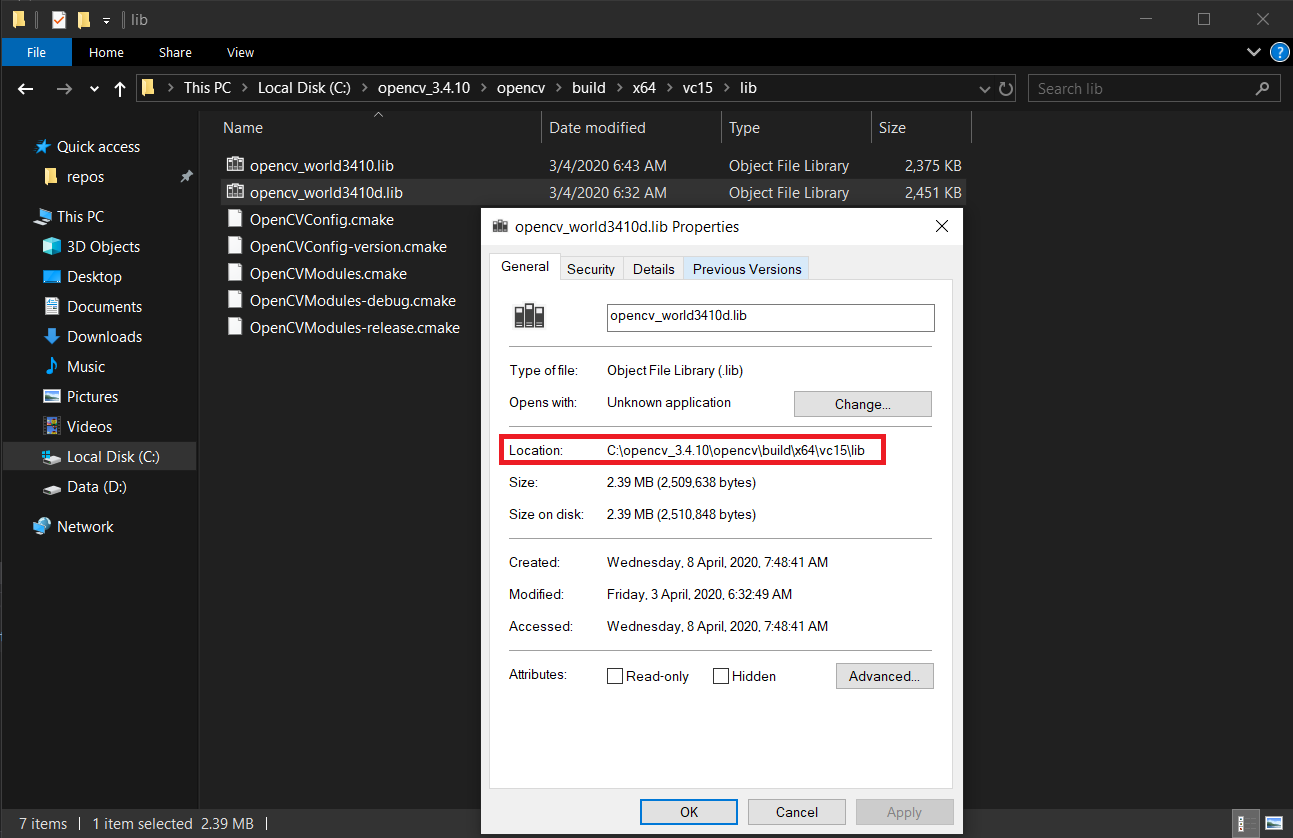 lib
File Home Share View
This PC Local Disk (C:) opencv_3.4.10 opencv build x64 vc15 lib
Search lib
Name Date modified Type Size
Quick access
repos
This PC
3D Objects
Desktop
Documents
Downloads
Music
Pictures
Videos
Local Disk (C:)
Data (D:)
Network
opencv_world3410.lib 3/4/2020 6:43 AM Object File Library 2,375 KB
opencv_world3410d.lib 3/4/2020 6:32 AM Object File Library 2,451 KB
OpenCVConfig.cmake
OpenCVConfig-version.cmake
OpenCVModules.cmake
OpenCVModules-debug.cmake
OpenCVModules-release.cmake
opencv_world3410d.lib Properties
General Security Details Previous Versions
opencv_world3410d.lib
Type of file: Object File Library (.lib)
Opens with: Unknown application Change...
Location: C:\opencv_3.4.10\opencv\build\x64\vc15\lib
Size: 2.39 MB (2,509,638 bytes)
Size on disk: 2.39 MB (2,510,848 bytes)
Created: Wednesday, 8 April, 2020, 7:48:41 AM
Modified: Friday, 3 April, 2020, 6:32:49 AM
Accessed: Wednesday, 8 April, 2020, 7:48:41 AM
Attributes: Read-only Hidden Advanced...
OK Cancel Apply
7 items 1 item selected 2.39 MB